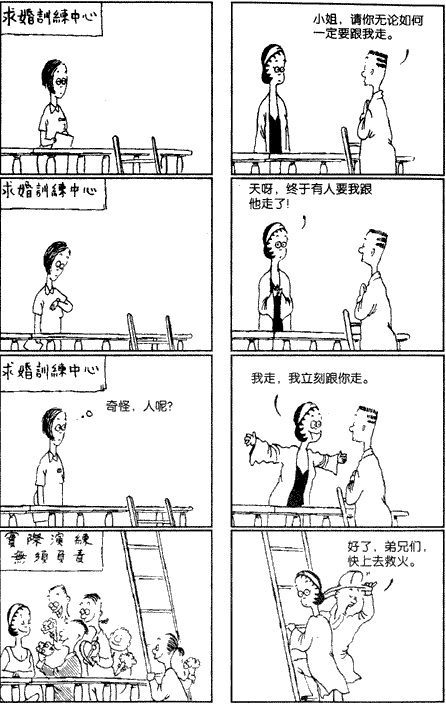 求婚訓練中心
求婚訓練中心
求婚訓練中心
奇怪，人呢？
實際演練
無須負責
小姐，请你无论如何
一定要跟我走。
天呀，终于有人要我跟
他走了！
我走，我立刻跟你走。
好了，弟兄们，
快上去救火。